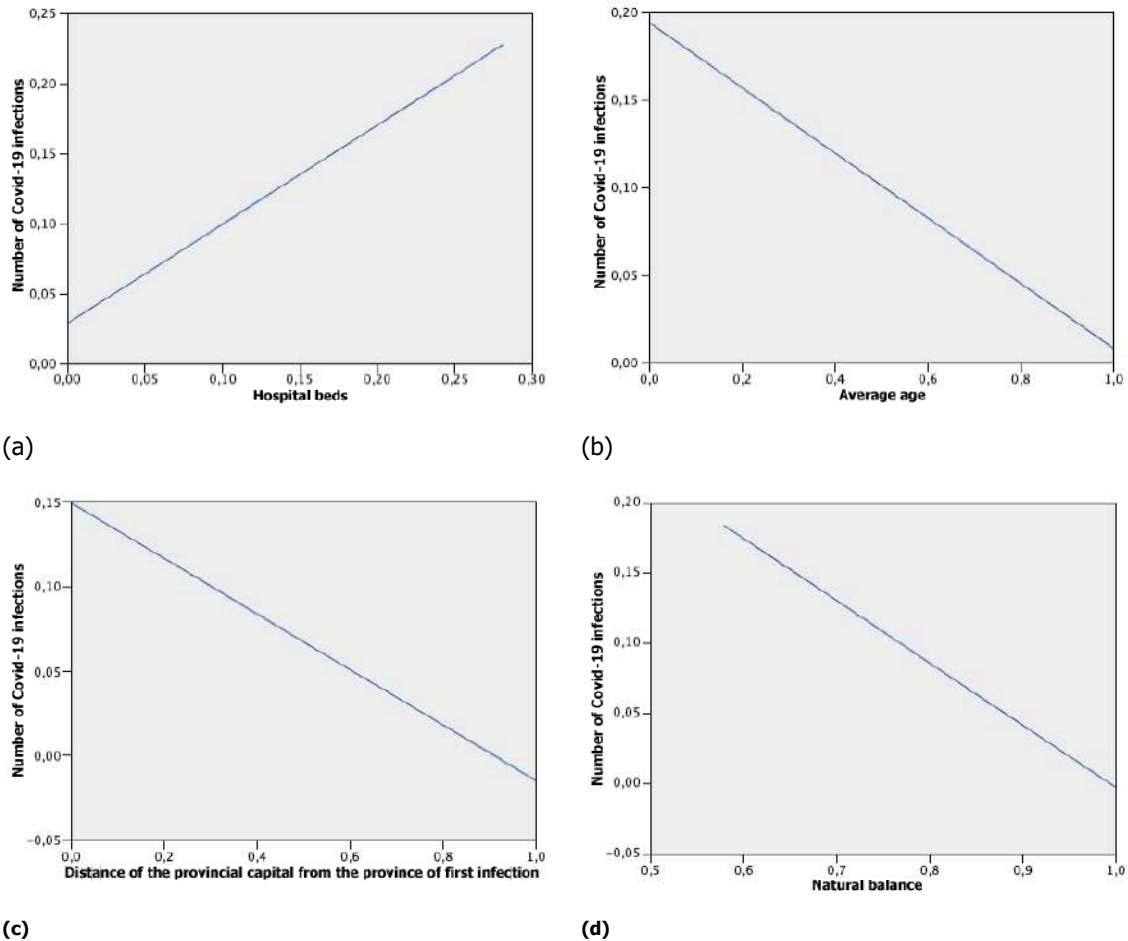 0,25
0,20
0,15
0,10
0,05
0,00
Number of Covid-19 infections
0,00 0,05 0,10 0,15 0,20 0,25 0,30
Hospital beds
(a)
0,20
0,15
0,10
0,05
0,00
Number of Covid-19 infections
0,0 0,2 0,4 0,6 0,8 1,0
Average age
(b)
0,15
0,10
0,05
0,00
-0,05
Number of Covid-19 infections
0,0 0,2 0,4 0,6 0,8 1,0
Distance of the provincial capital from the province of first infection
(c)
0,20
0,15
0,10
0,05
0,00
-0,05
Number of Covid-19 infections
0,5 0,6 0,7 0,8 0,9 1,0
Natural balance
(d)